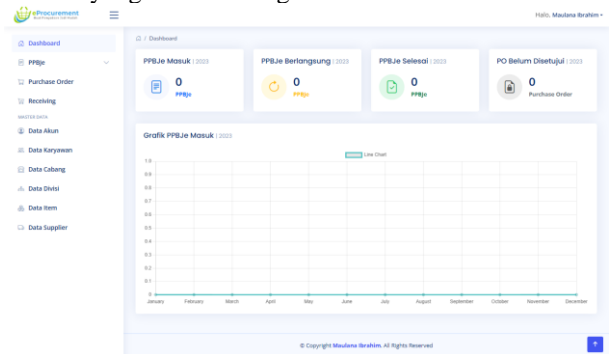 eProcurement
Hallo, Maulana Ibrahim
Dashboard
PPBje
Purchase Order
Receiving
MASTER DATA
Data Akun
Data Karyawan
Data Cabang
Data Divisi
Data Item
Data Supplier
/ Dashboard
PPBJe Masuk | 2023
0
PPBje
PPBJe Berlangsung | 2023
0
PPBje
PPBJe Selesai | 2023
0
PPBje
PO Belum Disetujui | 2023
0
Purchase Order
Grafik PPBJe Masuk | 2023
Line Chart
1.0
0.9
0.8
0.7
0.6
0.5
0.4
0.3
0.2
0.1
0
January February March April May June July August September October November December
© Copyright Maulana Ibrahim. All Rights Reserved